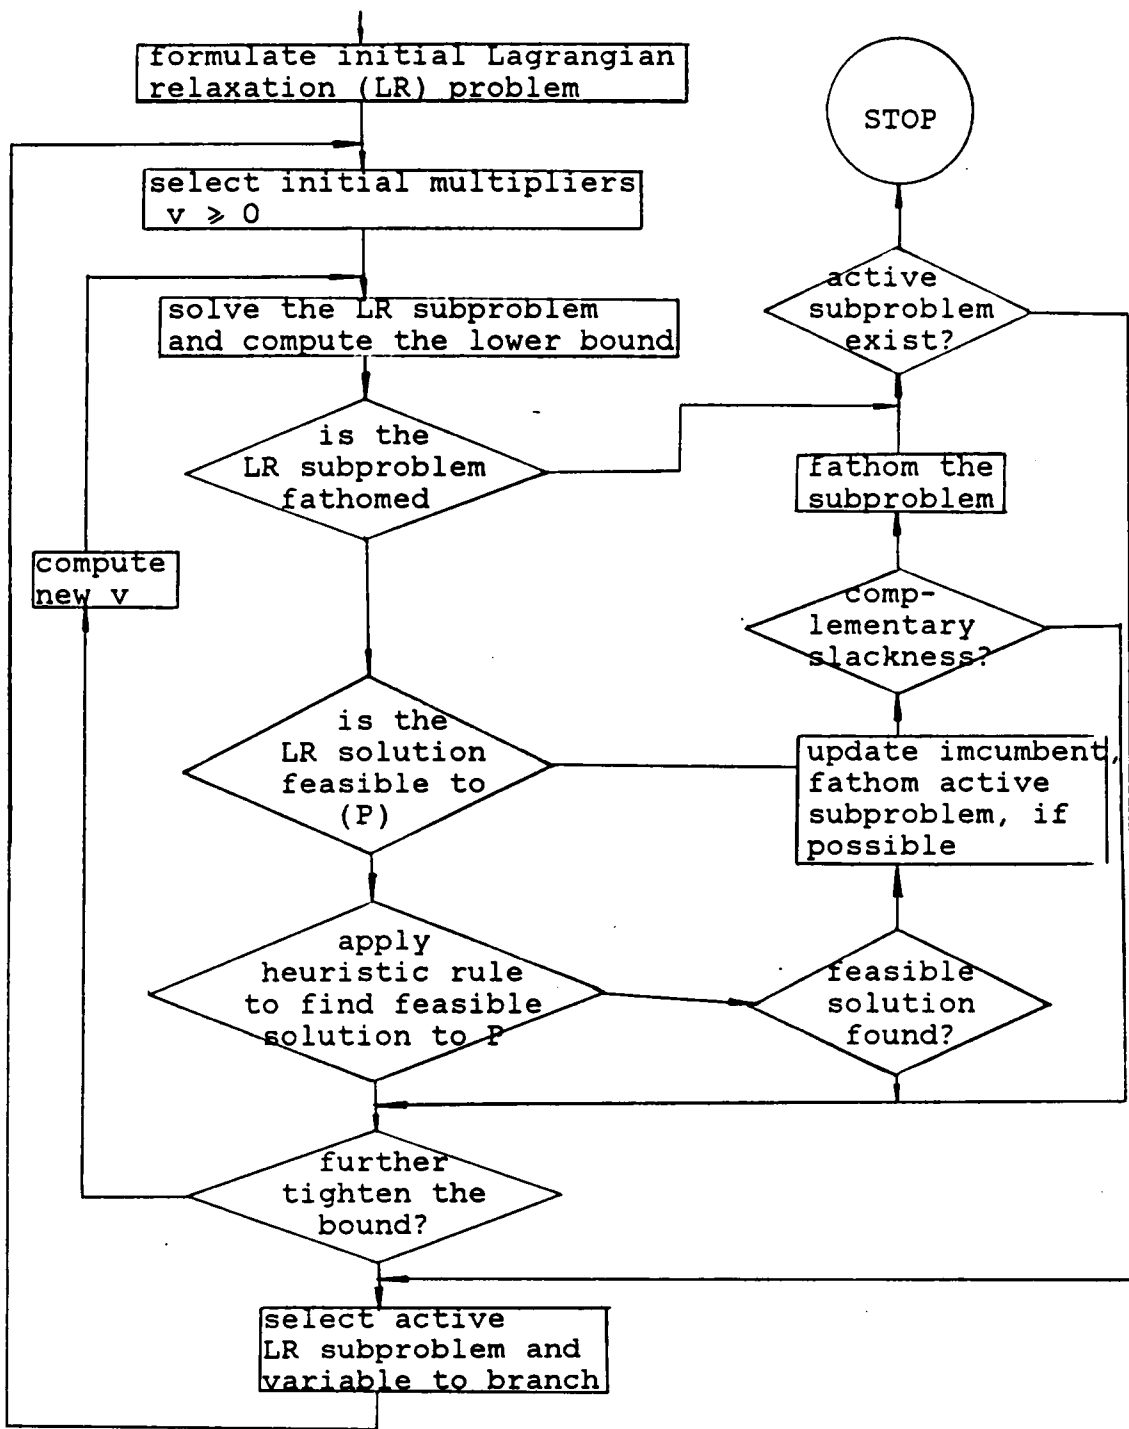 formulate initial Lagrangian
relaxation (LR) problem
STOP
select initial multipliers
v ⩾ 0
solve the LR subproblem
and compute the lower bound
active
subproblem
exist?
is the
LR subproblem
fathomed
fathom the
subproblem
compute
new v
comp-
lementary
slackness?
is the
LR solution
feasible to
(P)
update imcumbent,
fathom active
subproblem, if
possible
apply
heuristic rule
to find feasible
solution to P
feasible
solution
found?
further
tighten the
bound?
select active
LR subproblem and
variable to branch